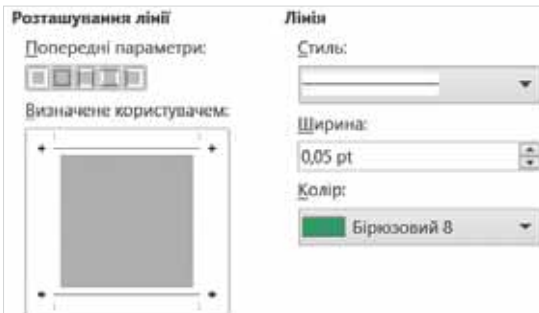 Розташування лінії
Попередні параметри:
Визначене користувачем:
Лінія
Стиль:
Ширина:
0,05 pt
Колір:
Бірюзовий 8